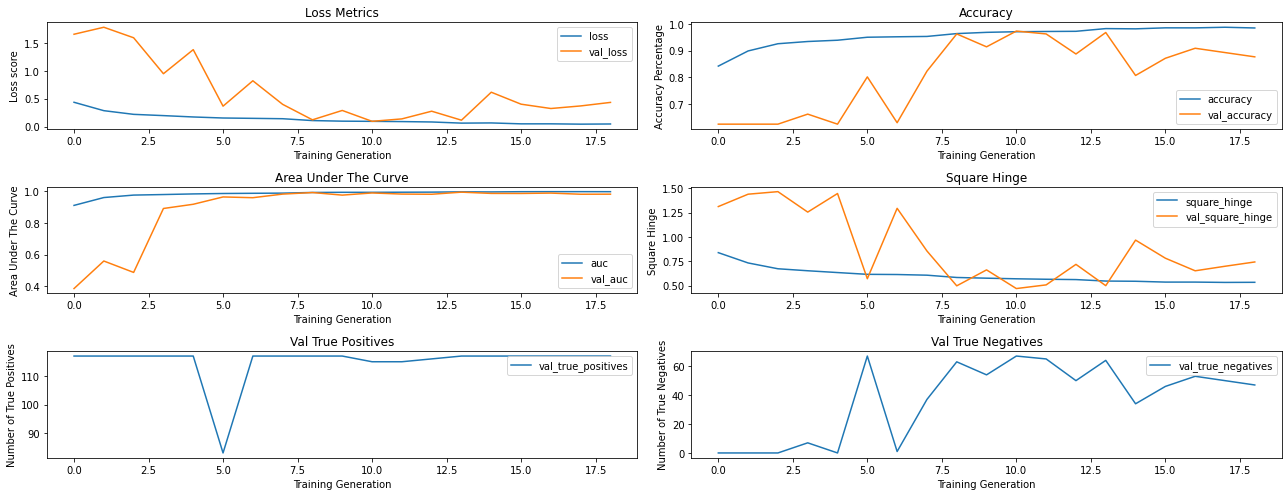 Loss Metrics
Loss score
1.5
1.0
0.5
0.0
loss
val_loss
0.0 2.5 5.0 7.5 10.0 12.5 15.0 17.5
Training Generation
Accuracy
Accuracy Percentage
1.0
0.9
0.8
0.7
accuracy
val_accuracy
0.0 2.5 5.0 7.5 10.0 12.5 15.0 17.5
Training Generation
Area Under The Curve
Area Under The Curve
1.0
0.8
0.6
0.4
auc
val_auc
0.0 2.5 5.0 7.5 10.0 12.5 15.0 17.5
Training Generation
Square Hinge
Square Hinge
1.50
1.25
1.00
0.75
0.50
square_hinge
val_square_hinge
0.0 2.5 5.0 7.5 10.0 12.5 15.0 17.5
Training Generation
Val True Positives
Number of True Positives
110
100
90
val_true_positives
0.0 2.5 5.0 7.5 10.0 12.5 15.0 17.5
Training Generation
Val True Negatives
Number of True Negatives
60
40
20
0
val_true_negatives
0.0 2.5 5.0 7.5 10.0 12.5 15.0 17.5
Training Generation